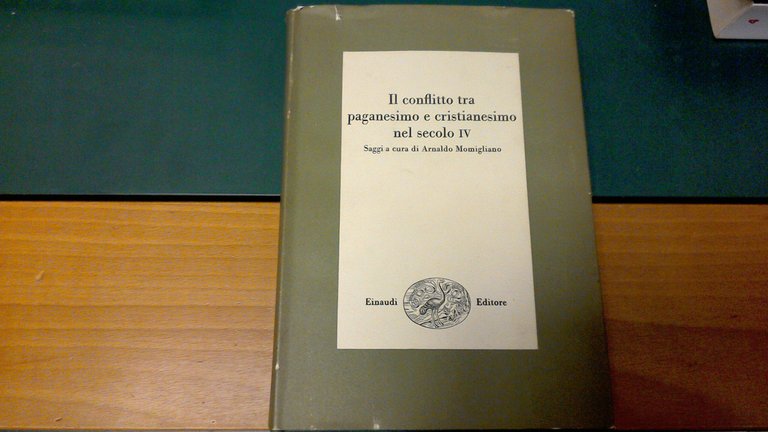 Il conflitto tra
paganesimo e cristianesimo
nel secolo IV
Saggi a cura di Arnaldo Momigliano
Einaudi Editore